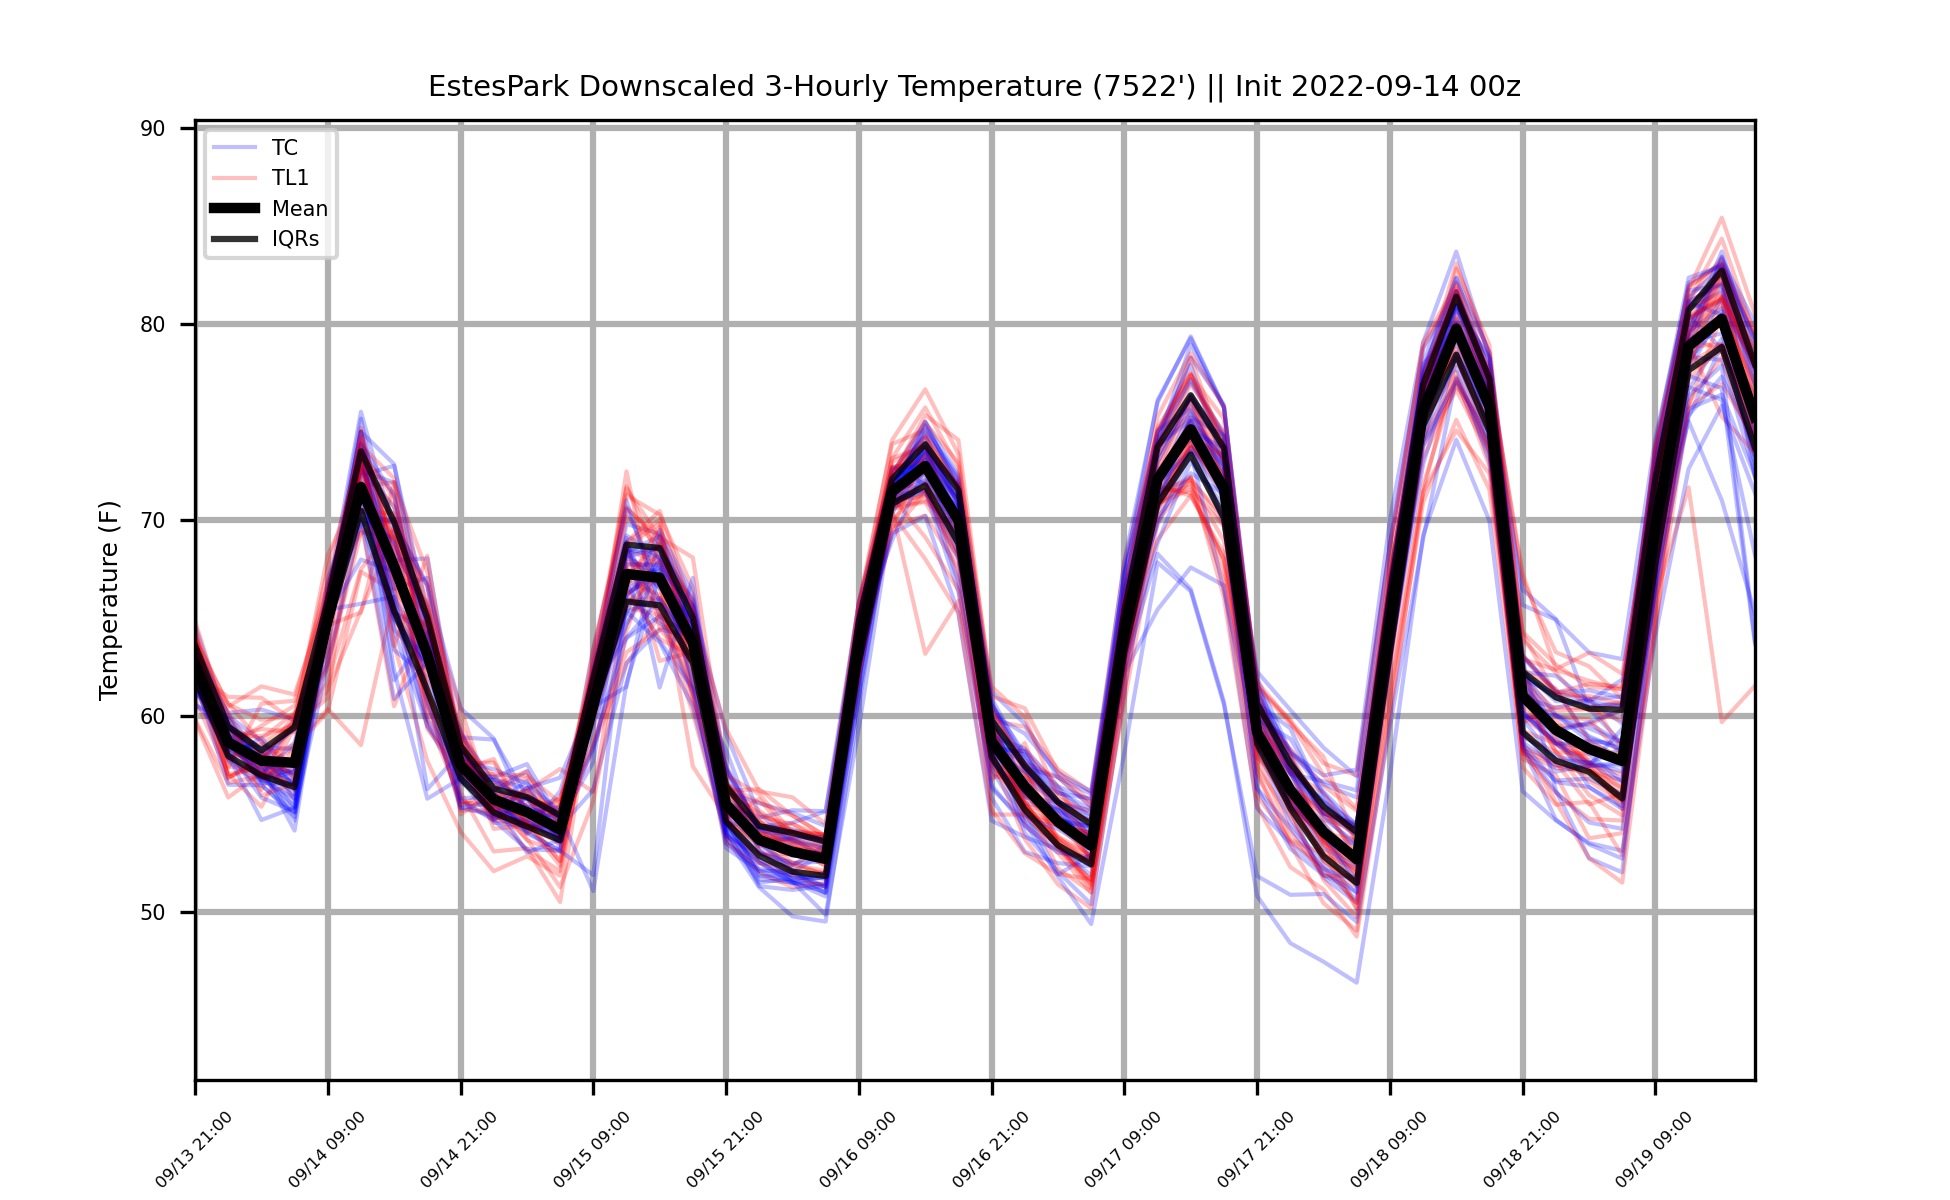 EstesPark Downscaled 3-Hourly Temperature (7522') || Init 2022-09-14 00z
TC
TL1
Mean
IQRs
Temperature (F)
90
80
70
60
50
09/13 21:00
09/14 09:00
09/14 21:00
09/15 09:00
09/15 21:00
09/16 09:00
09/16 21:00
09/17 09:00
09/17 21:00
09/18 09:00
09/18 21:00
09/19 09:00